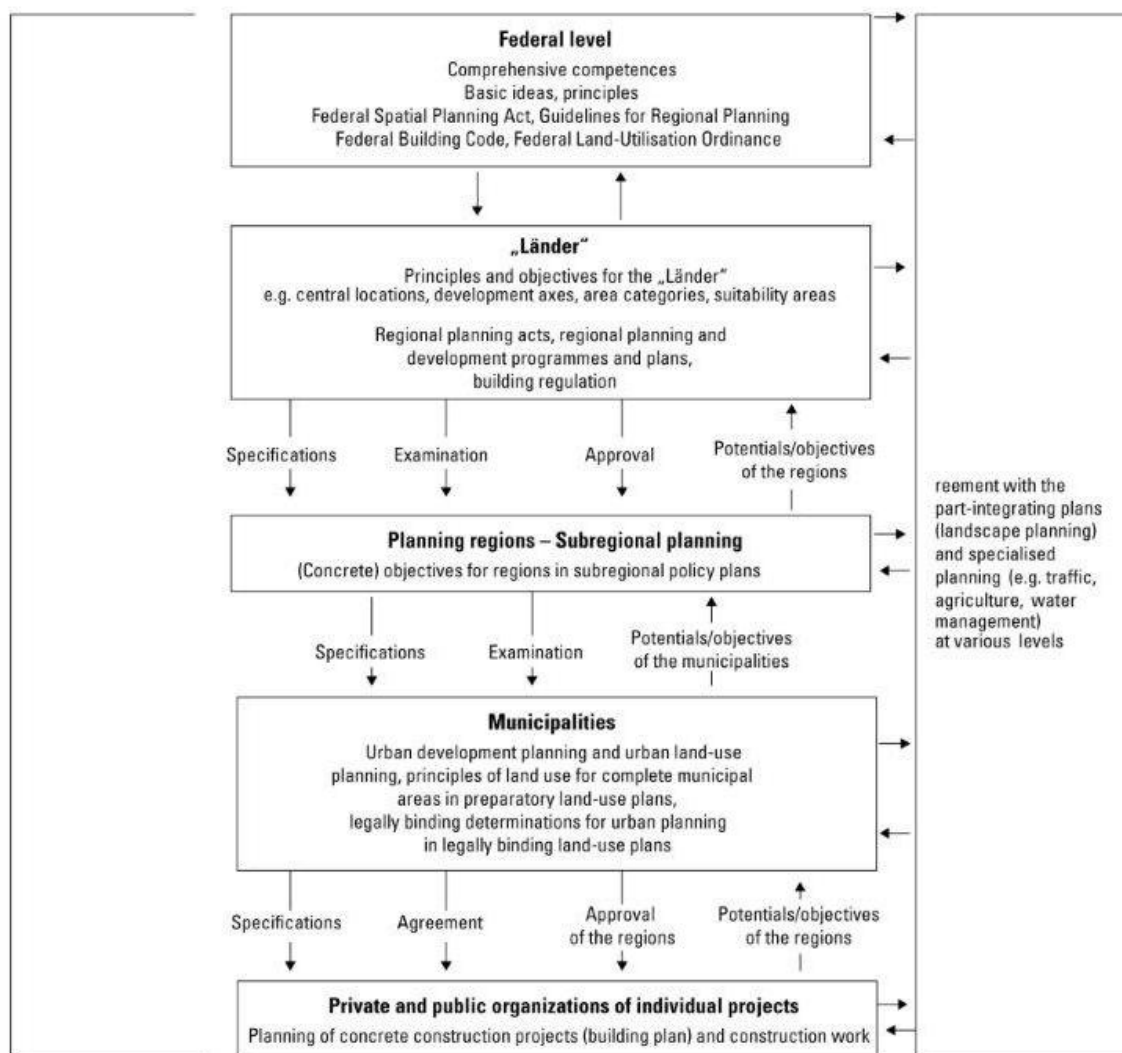 Federal level
Comprehensive competences
Basic ideas, principles
Federal Spatial Planning Act, Guidelines for Regional Planning
Federal Building Code, Federal Land-Utilisation Ordinance
„Länder“
Principles and objectives for the „Länder“
e.g. central locations, development axes, area categories, suitability areas
Regional planning acts, regional planning and
development programmes and plans,
building regulation
Specifications
Examination
Approval
Potentials/objectives
of the regions
Planning regions – Subregional planning
(Concrete) objectives for regions in subregional policy plans
Specifications
Examination
Potentials/objectives
of the municipalities
Municipalities
Urban development planning and urban land-use
planning, principles of land use for complete municipal
areas in preparatory land-use plans,
legally binding determinations for urban planning
in legally binding land-use plans
Specifications
Agreement
Approval
of the regions
Potentials/objectives
of the regions
Private and public organizations of individual projects
Planning of concrete construction projects (building plan) and construction work
reement with the
part-integrating plans
(landscape planning)
and specialised
planning (e.g. traffic,
agriculture, water
management)
at various levels